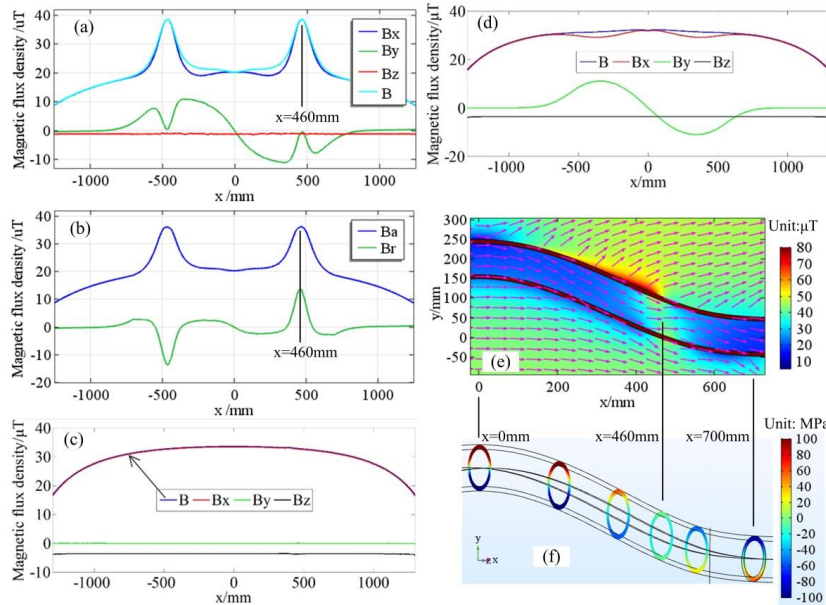 (a)
Magnetic flux density /uT
40
30
20
10
0
-10
Bx
By
Bz
B
x=460mm
-1000
-500
0
500
1000
x /mm
(b)
Magnetic flux density /uT
40
30
20
10
0
-10
-20
Ba
Br
x=460mm
-1000
-500
0
500
1000
x /mm
(c)
Magnetic flux density/μT
40
30
20
10
0
-10
B Bx By Bz
-1000
-500
0
500
1000
x/mm
(d)
Magnetic flux density/μT
40
20
0
-20
B Bx By Bz
-1000
-500
0
500
1000
x/mm
(e)
y/mm
300
250
200
150
100
50
0
-50
0
200
400
600
x/mm
Unit:μT
80
70
60
50
40
30
20
10
x=0mm
x=460mm
x=700mm
Unit: MPa
100
80
60
40
20
0
-20
-40
-60
-80
-100
y
z x
(f)